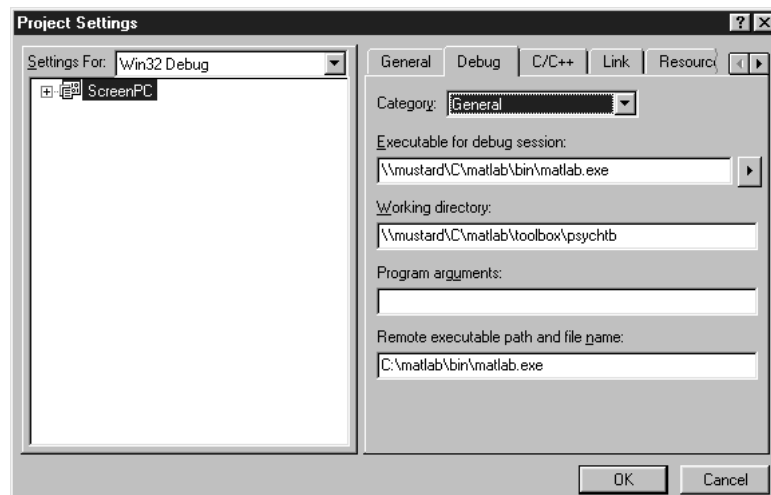 Project Settings
Settings For: Win32 Debug
ScreenPC
General Debug C/C++ Link Resourc
Category: General
Executable for debug session:
\\mustard\C\matlab\bin\matlab.exe
Working directory:
\\mustard\C\matlab\toolbox\psychtb
Program arguments:
Remote executable path and file name:
C:\matlab\bin\matlab.exe
OK Cancel